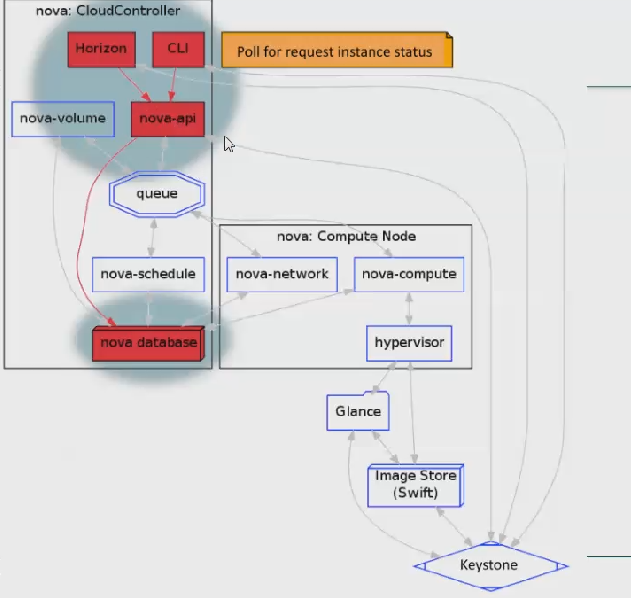 nova: CloudController
Horizon
CLI
Poll for request instance status
nova-volume
nova-api
queue
nova: Compute Node
nova-schedule
nova-network
nova-compute
nova database
hypervisor
Glance
Image Store
(Swift)
Keystone